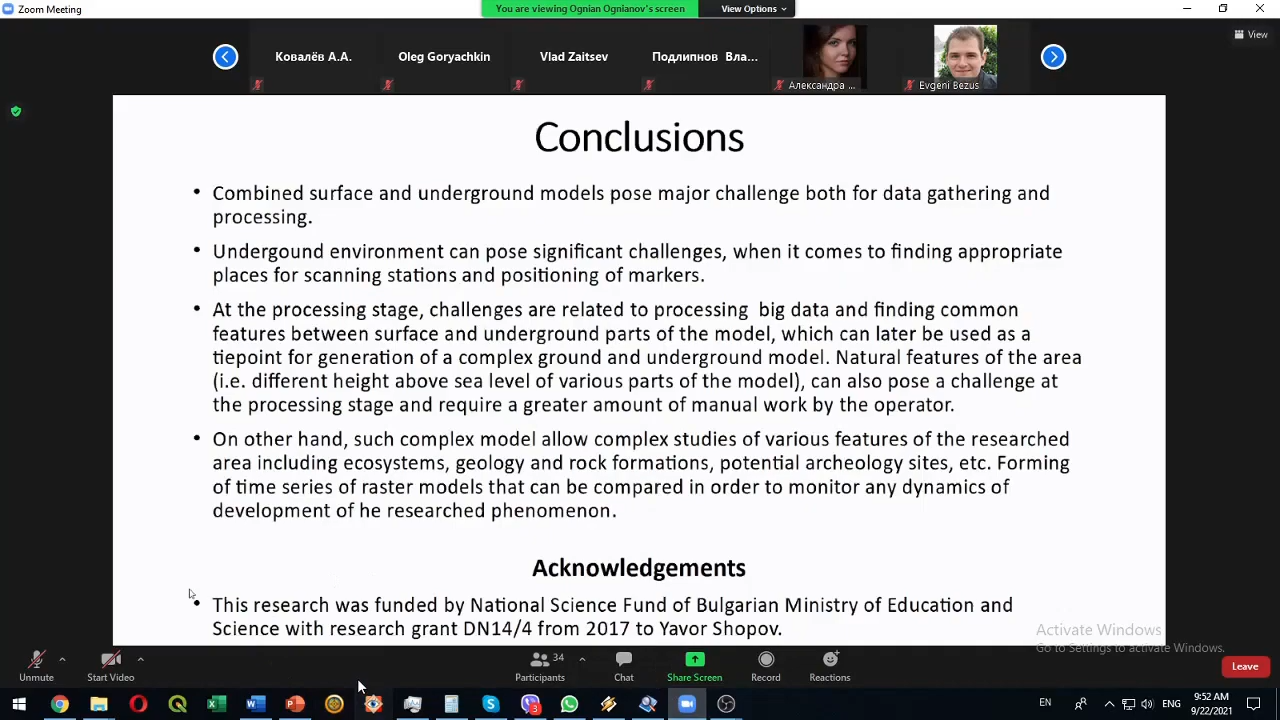 Zoom Meeting
You are viewing Ognian Ognianov's screen
View Options
View
Ковалёв А.А.
Oleg Goryachkin
Vlad Zaitsev
Подлипнов Вла...
Александра ...
Evgeni Bezus
Conclusions
• Combined surface and underground models pose major challenge both for data gathering and
processing.
• Undergound environment can pose significant challenges, when it comes to finding appropriate
places for scanning stations and positioning of markers.
• At the processing stage, challenges are related to processing big data and finding common
features between surface and underground parts of the model, which can later be used as a
tiepoint for generation of a complex ground and underground model. Natural features of the area
(i.e. different height above sea level of various parts of the model), can also pose a challenge at
the processing stage and require a greater amount of manual work by the operator.
• On other hand, such complex model allow complex studies of various features of the researched
area including ecosystems, geology and rock formations, potential archeology sites, etc. Forming
of time series of raster models that can be compared in order to monitor any dynamics of
development of he researched phenomenon.
Acknowledgements
• This research was funded by National Science Fund of Bulgarian Ministry of Education and
Science with research grant DN14/4 from 2017 to Yavor Shopov.
Activate Windows
Go to Settings to activate Windows.
Unmute
Start Video
34
Participants
Chat
Share Screen
Record
Reactions
Leave
3
EN
ENG
9:52 AM
9/22/2021